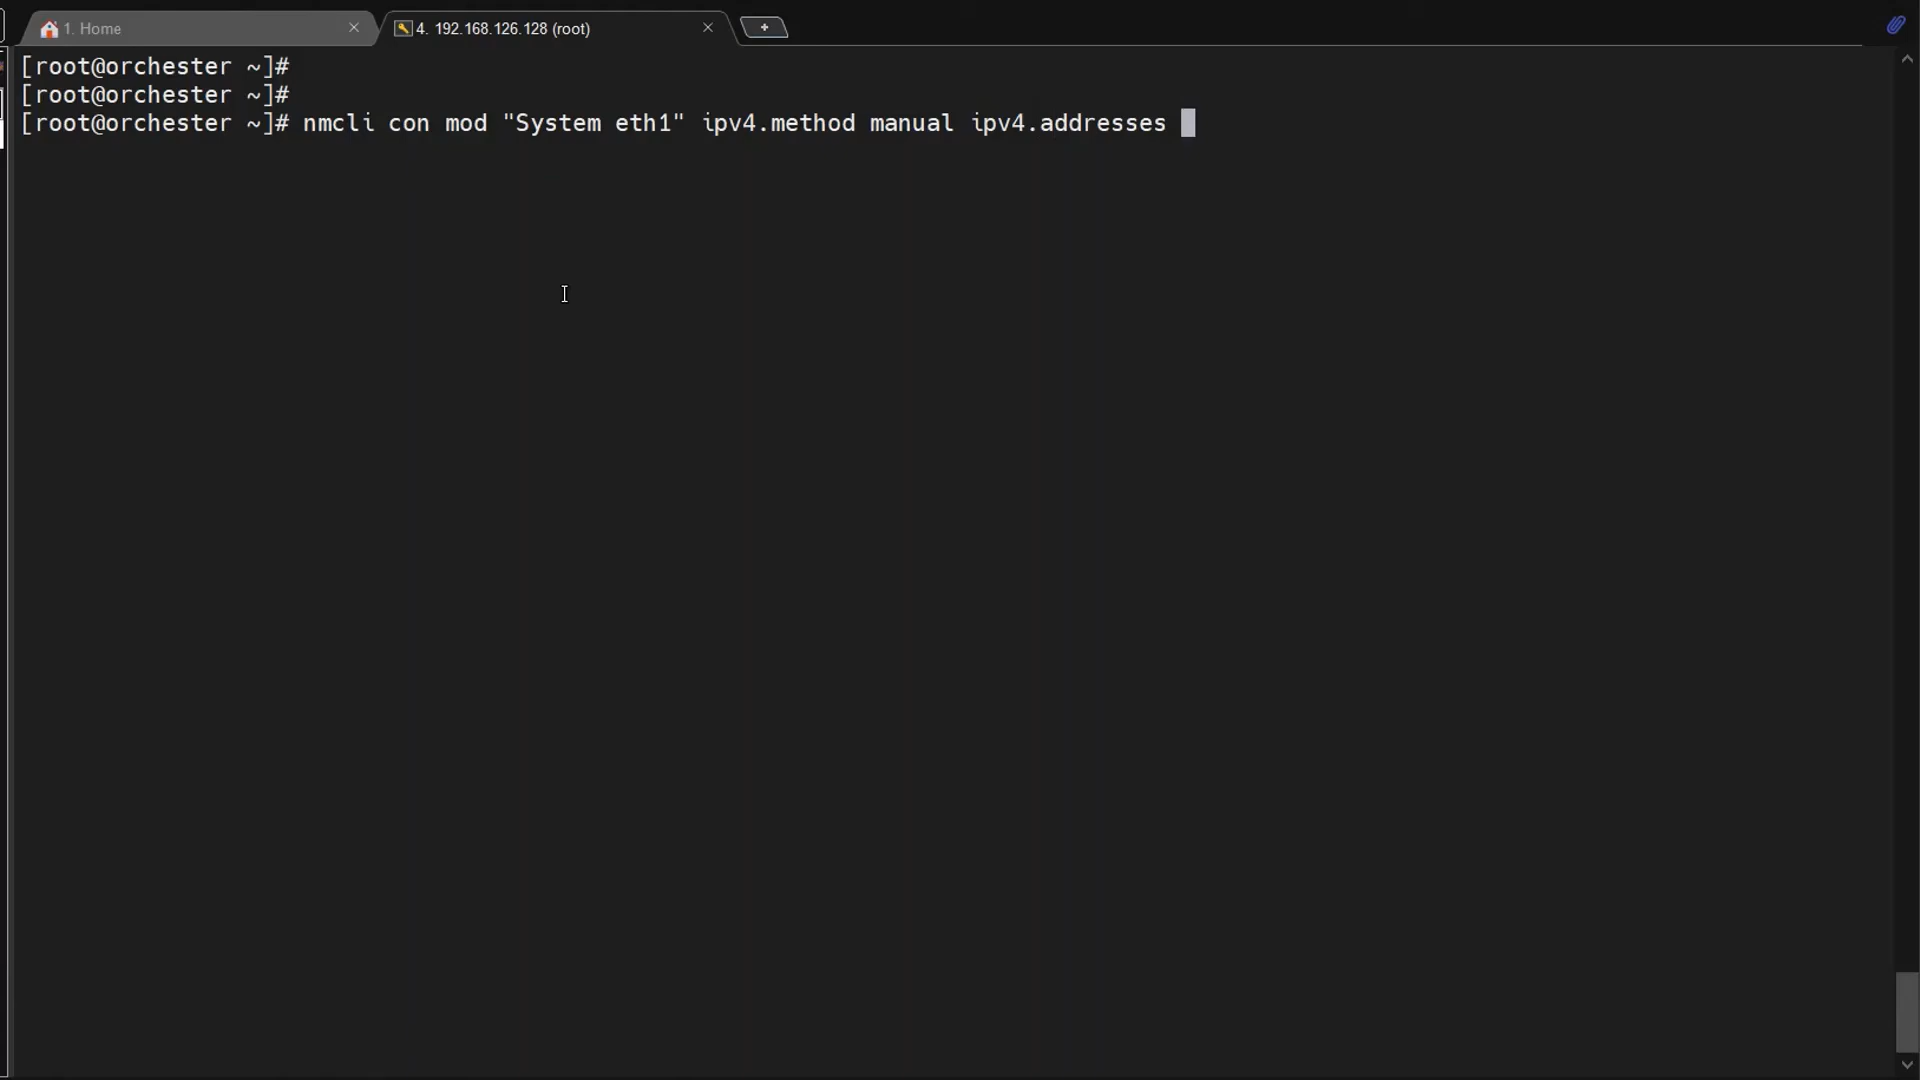 1. Home
4. 192.168.126.128 (root)
[root@orchester ~]#
[root@orchester ~]#
[root@orchester ~]# nmcli con mod "System eth1" ipv4.method manual ipv4.addresses